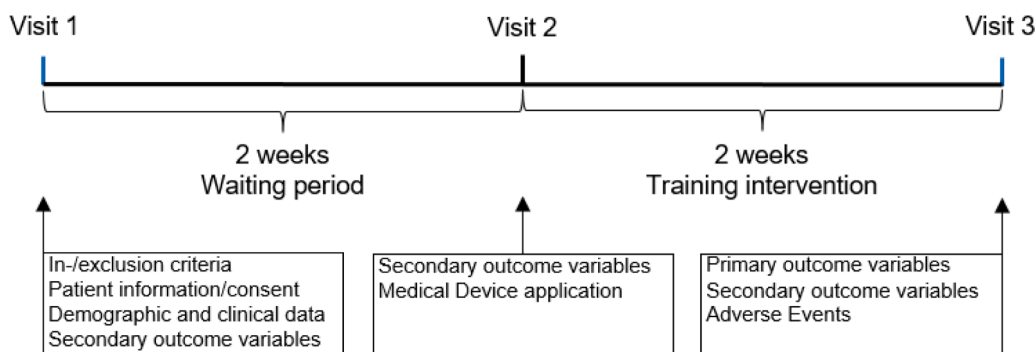 Visit 1
Visit 2
Visit 3
2 weeks
Waiting period
2 weeks
Training intervention
In-/exclusion criteria
Patient information/consent
Demographic and clinical data
Secondary outcome variables
Secondary outcome variables
Medical Device application
Primary outcome variables
Secondary outcome variables
Adverse Events